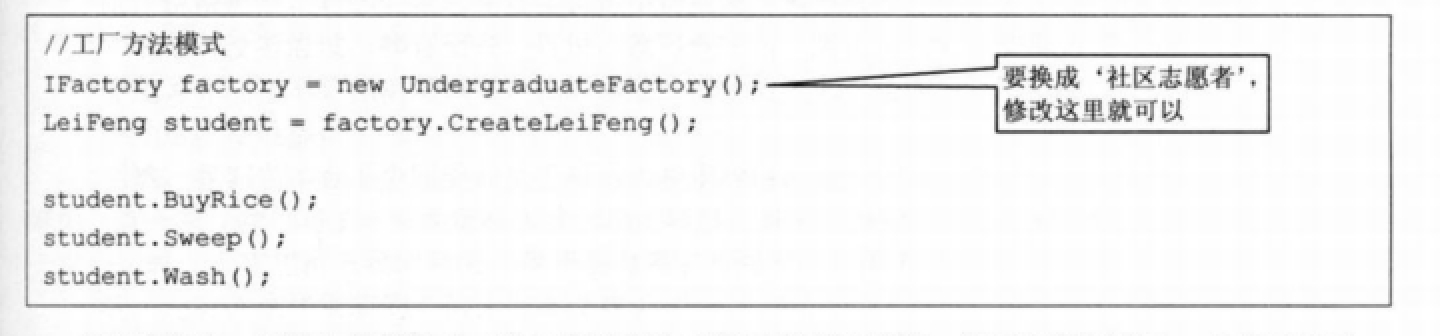 //工厂方法模式
IFactory factory = new UndergraduateFactory();
要换成‘社区志愿者’，
修改这里就可以
LeiFeng student = factory.CreateLeiFeng();
student.BuyRice();
student.Sweep();
student.Wash();